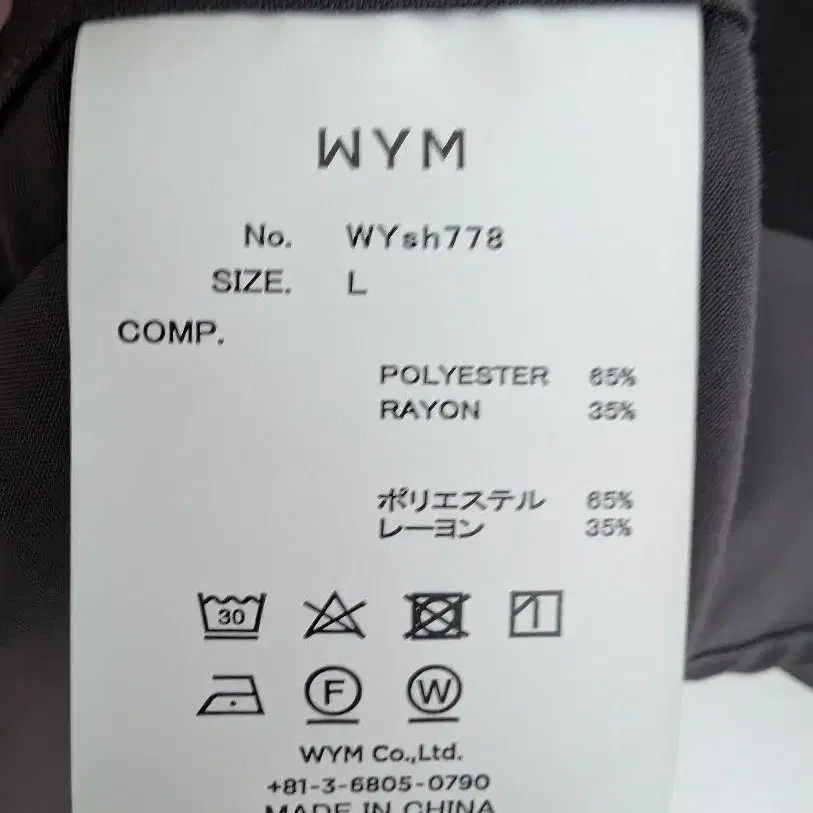 WYM
No. WYsh778
SIZE. L
COMP.
POLYESTER 65%
RAYON 35%
ポリエステル 65%
レーヨン 35%
30
F W
WYM Co.,Ltd.
+81-3-6805-0790
MADE IN CHINA